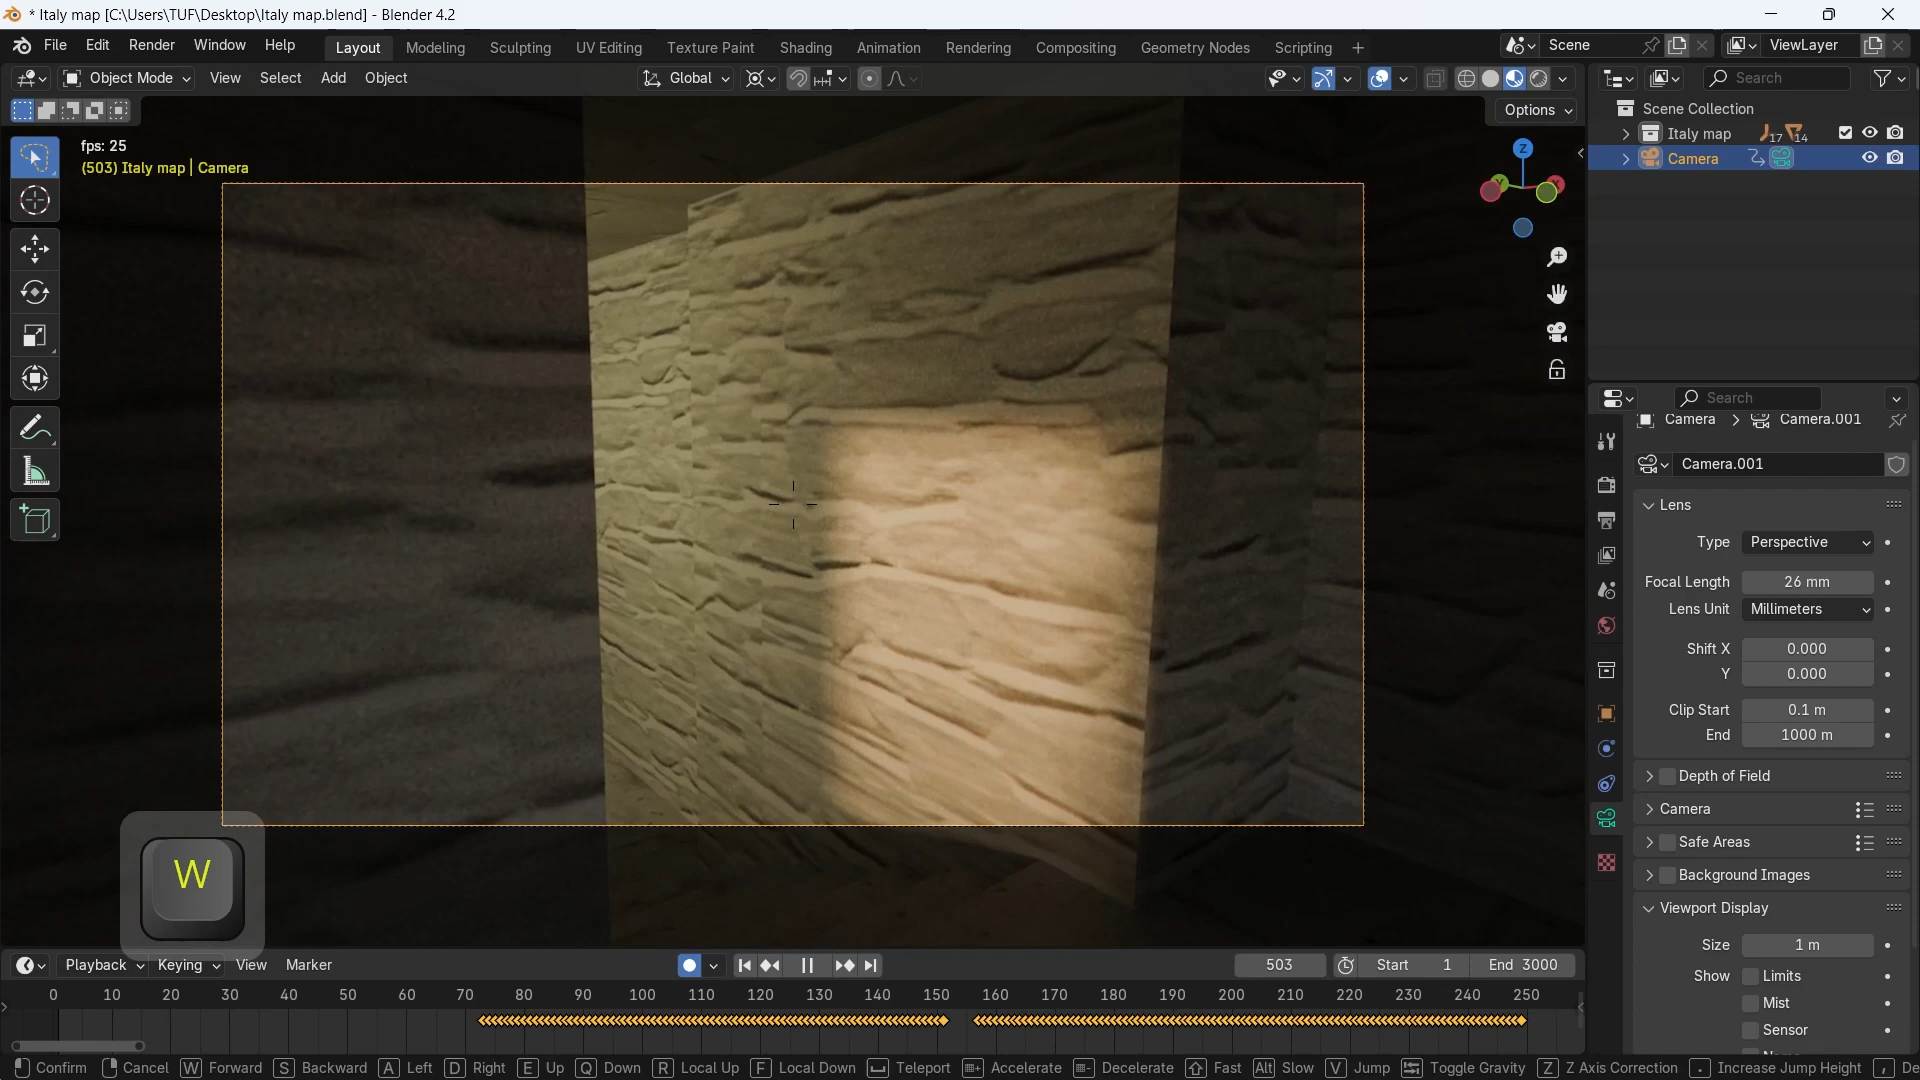 * Italy map [C:\Users\TUF\Desktop\Italy map.blend] - Blender 4.2
File Edit Render Window Help Layout Modeling Sculpting UV Editing Texture Paint Shading Animation Rendering Compositing Geometry Nodes Scripting + Scene ViewLayer
Object Mode View Select Add Object Global Search
Options
Scene Collection
Italy map 17 14
Camera
fps: 25
(503) Italy map | Camera
Z
Y
X
Search
Camera > Camera.001
Camera.001
Lens
Type Perspective
Focal Length 26 mm
Lens Unit Millimeters
Shift X 0.000
Y 0.000
Clip Start 0.1 m
End 1000 m
Depth of Field
Camera
Safe Areas
Background Images
Viewport Display
Size 1 m
Show Limits
Mist
Sensor
W
Playback Keying View Marker 503 Start 1 End 3000
0 10 20 30 40 50 60 70 80 90 100 110 120 130 140 150 160 170 180 190 200 210 220 230 240 250
Confirm Cancel W Forward S Backward A Left D Right E Up Q Down R Local Up F Local Down Teleport Accelerate Decelerate Fast Alt Slow V Jump Toggle Gravity Z Z Axis Correction . Increase Jump Height , De